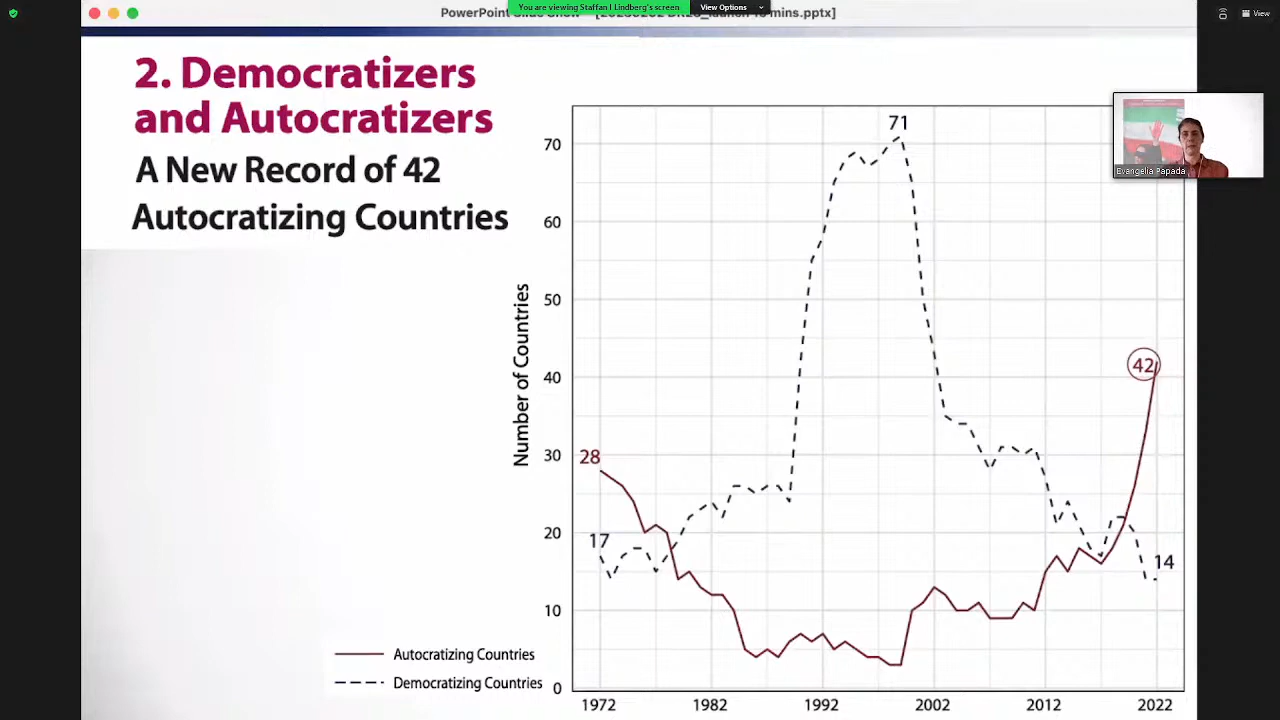 You are viewing Staffan I Lindberg's screen
View Options
View
2. Democratizers
and Autocratizers
A New Record of 42
Autocratizing Countries
Evangelia Papada
Number of Countries
70
60
50
40
30
20
10
0
71
42
28
17
14
Autocratizing Countries
Democratizing Countries
1972 1982 1992 2002 2012 2022